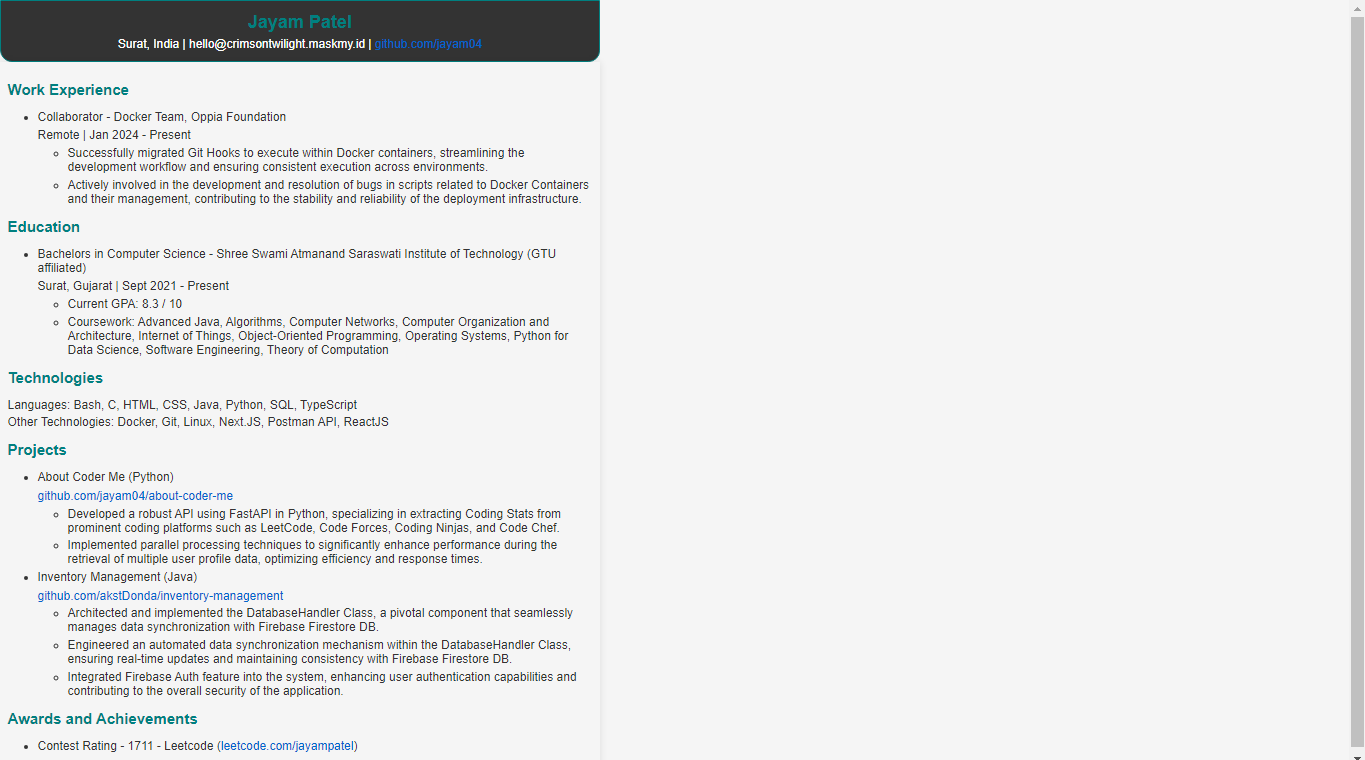 Jayam Patel
Surat, India | hello@crimsontwilight.maskmy.id | github.com/jayam04
Work Experience
Collaborator - Docker Team, Oppia Foundation
Remote | Jan 2024 - Present
Successfully migrated Git Hooks to execute within Docker containers, streamlining the
development workflow and ensuring consistent execution across environments.
Actively involved in the development and resolution of bugs in scripts related to Docker Containers
and their management, contributing to the stability and reliability of the deployment infrastructure.
Education
Bachelors in Computer Science - Shree Swami Atmanand Saraswati Institute of Technology (GTU
affiliated)
Surat, Gujarat | Sept 2021 - Present
Current GPA: 8.3 / 10
Coursework: Advanced Java, Algorithms, Computer Networks, Computer Organization and
Architecture, Internet of Things, Object-Oriented Programming, Operating Systems, Python for
Data Science, Software Engineering, Theory of Computation
Technologies
Languages: Bash, C, HTML, CSS, Java, Python, SQL, TypeScript
Other Technologies: Docker, Git, Linux, Next.JS, Postman API, ReactJS
Projects
About Coder Me (Python)
github.com/jayam04/about-coder-me
Developed a robust API using FastAPI in Python, specializing in extracting Coding Stats from
prominent coding platforms such as LeetCode, Code Forces, Coding Ninjas, and Code Chef.
Implemented parallel processing techniques to significantly enhance performance during the
retrieval of multiple user profile data, optimizing efficiency and response times.
Inventory Management (Java)
github.com/akstDonda/inventory-management
Architected and implemented the DatabaseHandler Class, a pivotal component that seamlessly
manages data synchronization with Firebase Firestore DB.
Engineered an automated data synchronization mechanism within the DatabaseHandler Class,
ensuring real-time updates and maintaining consistency with Firebase Firestore DB.
Integrated Firebase Auth feature into the system, enhancing user authentication capabilities and
contributing to the overall security of the application.
Awards and Achievements
Contest Rating - 1711 - Leetcode (leetcode.com/jayampatel)